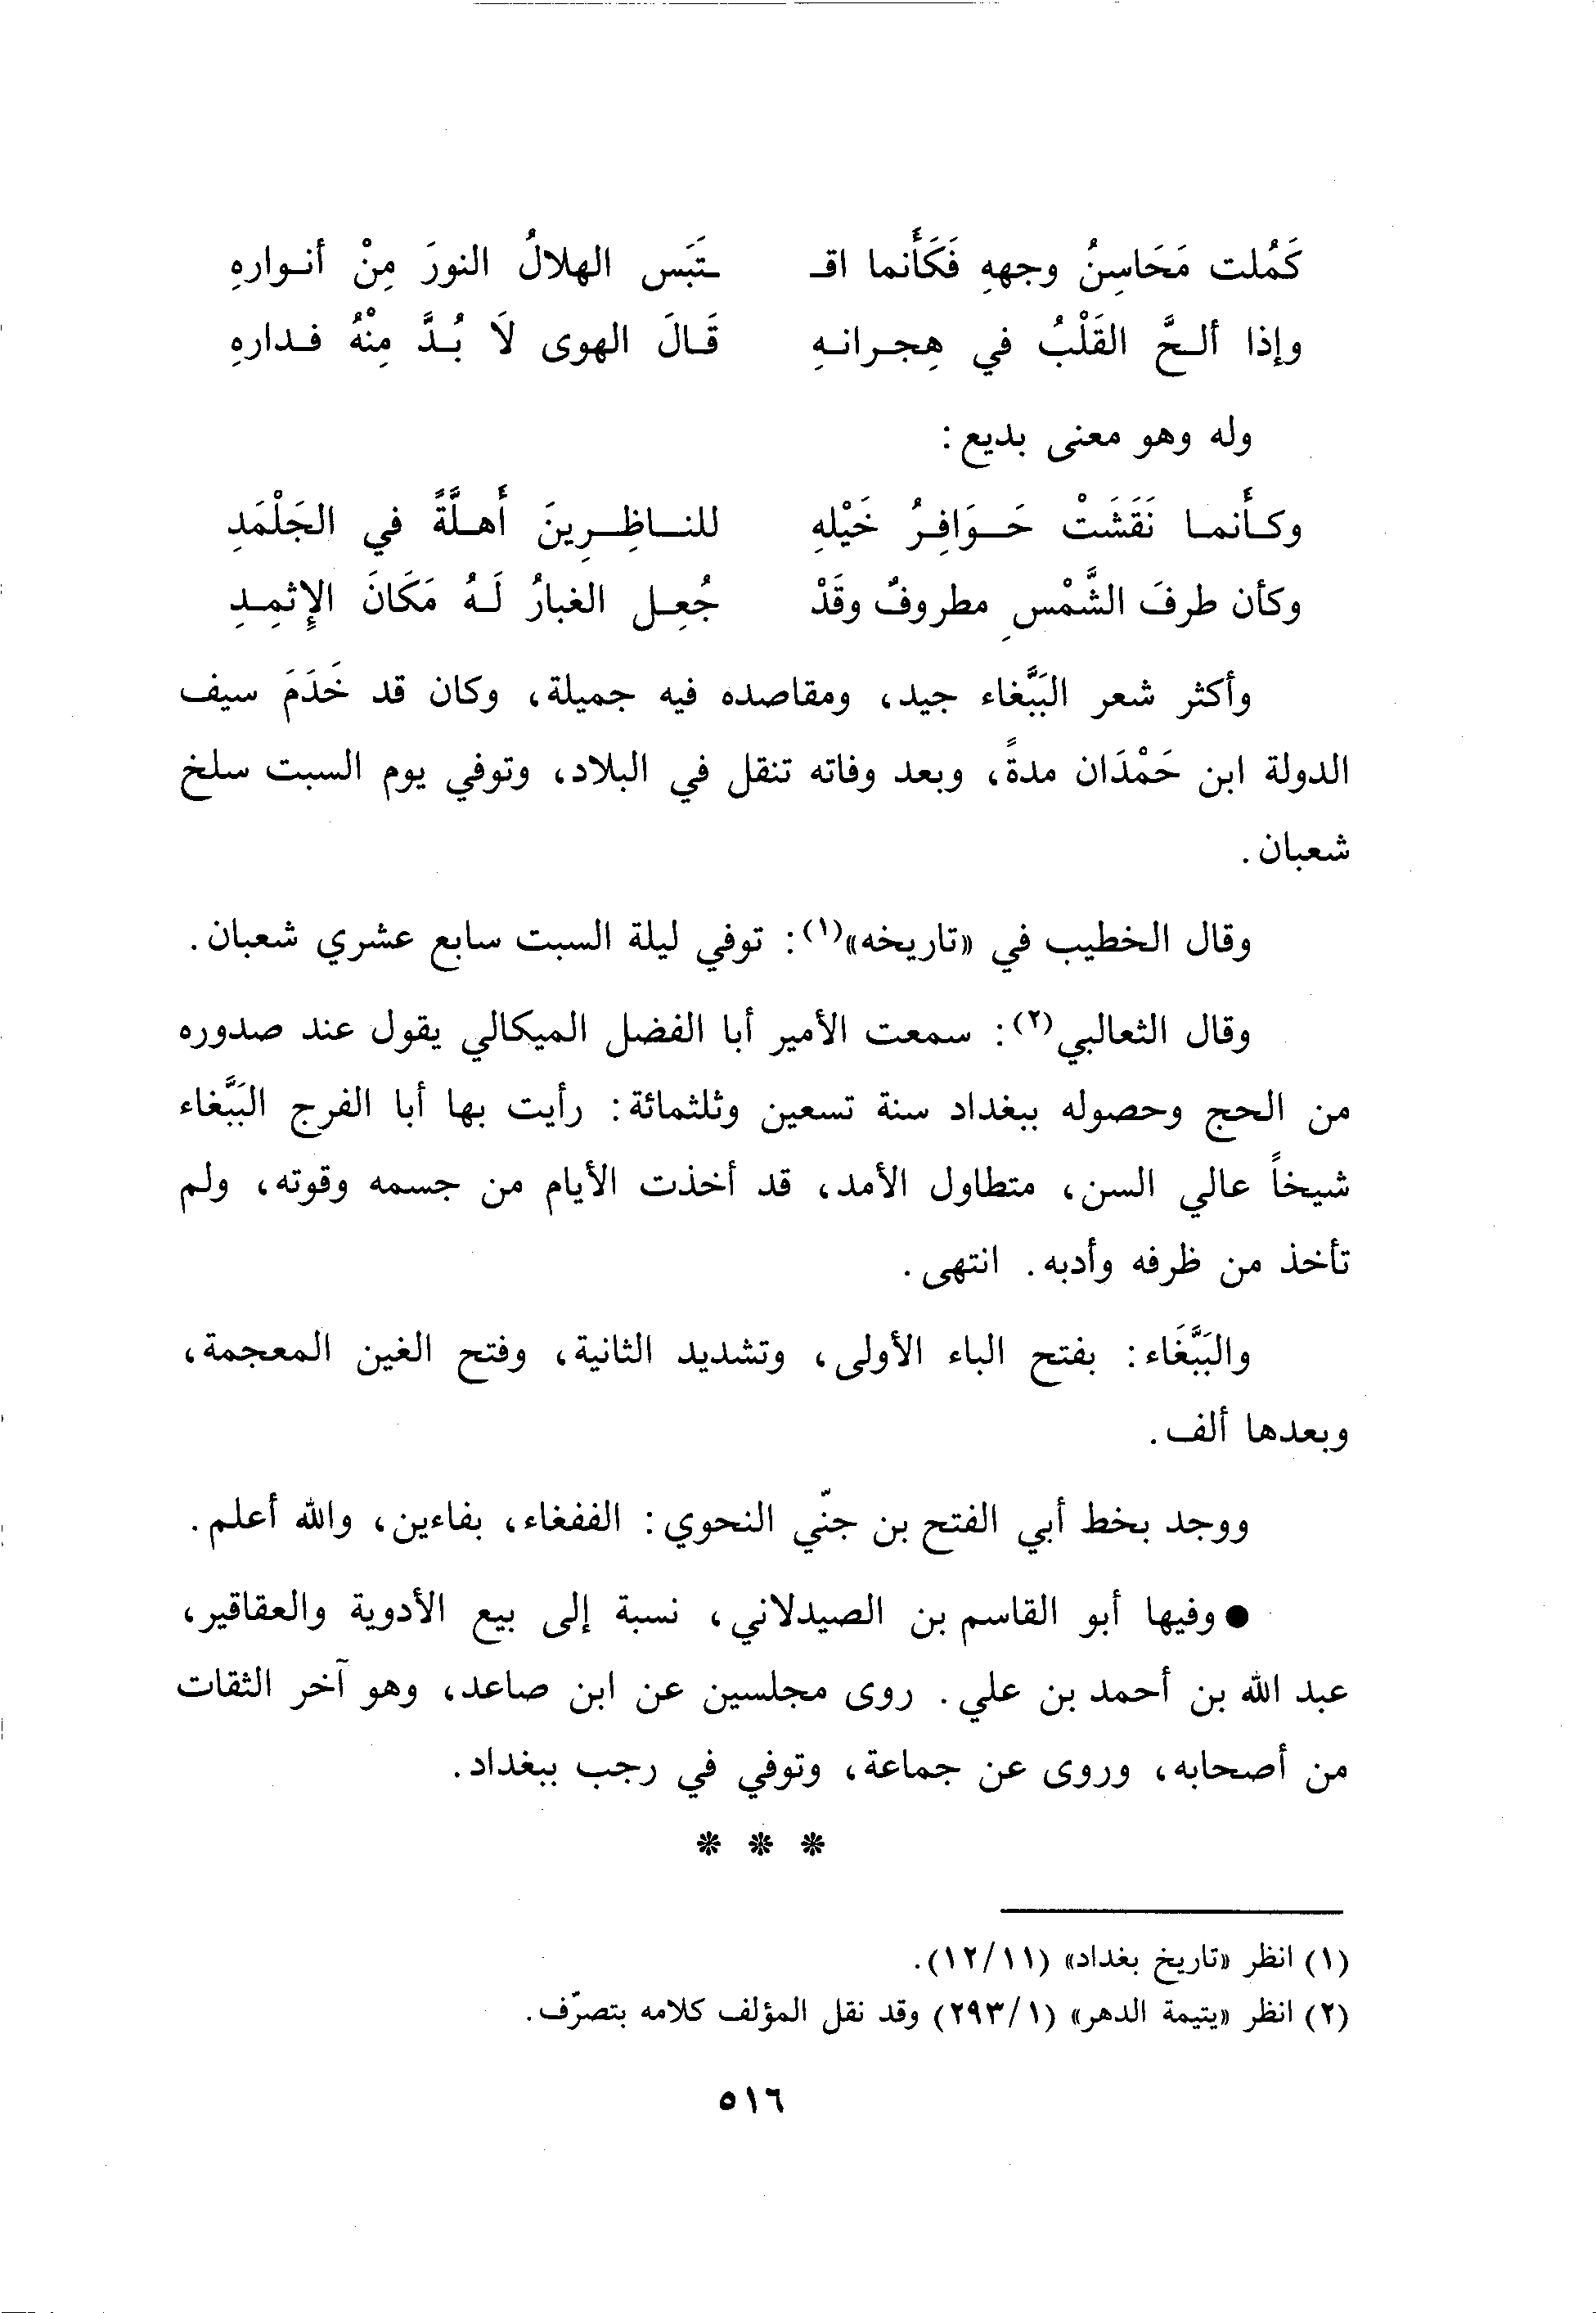 كَمُلت مَحَاسِنُ وجههِ فَكَأَنما اقـ ـتَبَس الهلالُ النورَ مِنْ أنـوارهِ
وإذا ألـحَّ القَلْبُ في هِجـرانـهِ قَـالَ الهوى لَا بُـدَّ مِنْهُ فـدارهِ
وله وهو معنى بديع:
وكـأَنمـا نَقَشَتْ حَـوَافِرُ خَيْلهِ للنـاظِـرِينَ أَهـلَّةً في الجَلْمَدِ
وكأن طرفَ الشَّمْسِ مطروفٌ وقَدْ جُعِـل الغبارُ لَـهُ مَكَانَ الإِثمِـدِ
وأكثر شعر البَبَّغاء جيد، ومقاصده فيه جميلة، وكان قد خَدَمَ سيف
الدولة ابن حَمْدَان مدةً، وبعد وفاته تنقل في البلاد، وتوفي يوم السبت سلخ
شعبان.
وقال الخطيب في «تاريخه»(١): توفي ليلة السبت سابع عشري شعبان.
وقال الثعالبي(٢): سمعت الأمير أبا الفضل الميكالي يقول عند صدوره
من الحج وحصوله ببغداد سنة تسعين وثلثمائة: رأيت بها أبا الفرج البَبَّغاء
شيخاً عالي السن، متطاول الأمد، قد أخذت الأيام من جسمه وقوته، ولم
تأخذ من ظرفه وأدبه. انتهى.
والبَبَّغَاء: بفتح الباء الأولى، وتشديد الثانية، وفتح الغين المعجمة،
وبعدها ألف.
ووجد بخط أبي الفتح بن جنّي النحوي: الففغاء، بفاءين، والله أعلم.
● وفيها أبو القاسم بن الصيدلاني، نسبة إلى بيع الأدوية والعقاقير،
عبد الله بن أحمد بن علي. روى مجلسين عن ابن صاعد، وهو آخر الثقات
من أصحابه، وروى عن جماعة، وتوفي في رجب ببغداد.
* * *
(١) انظر «تاريخ بغداد» (١٢/١١).
(٢) انظر «يتيمة الدهر» (٢٩٣/١) وقد نقل المؤلف كلامه بتصرّف.
٥١٦